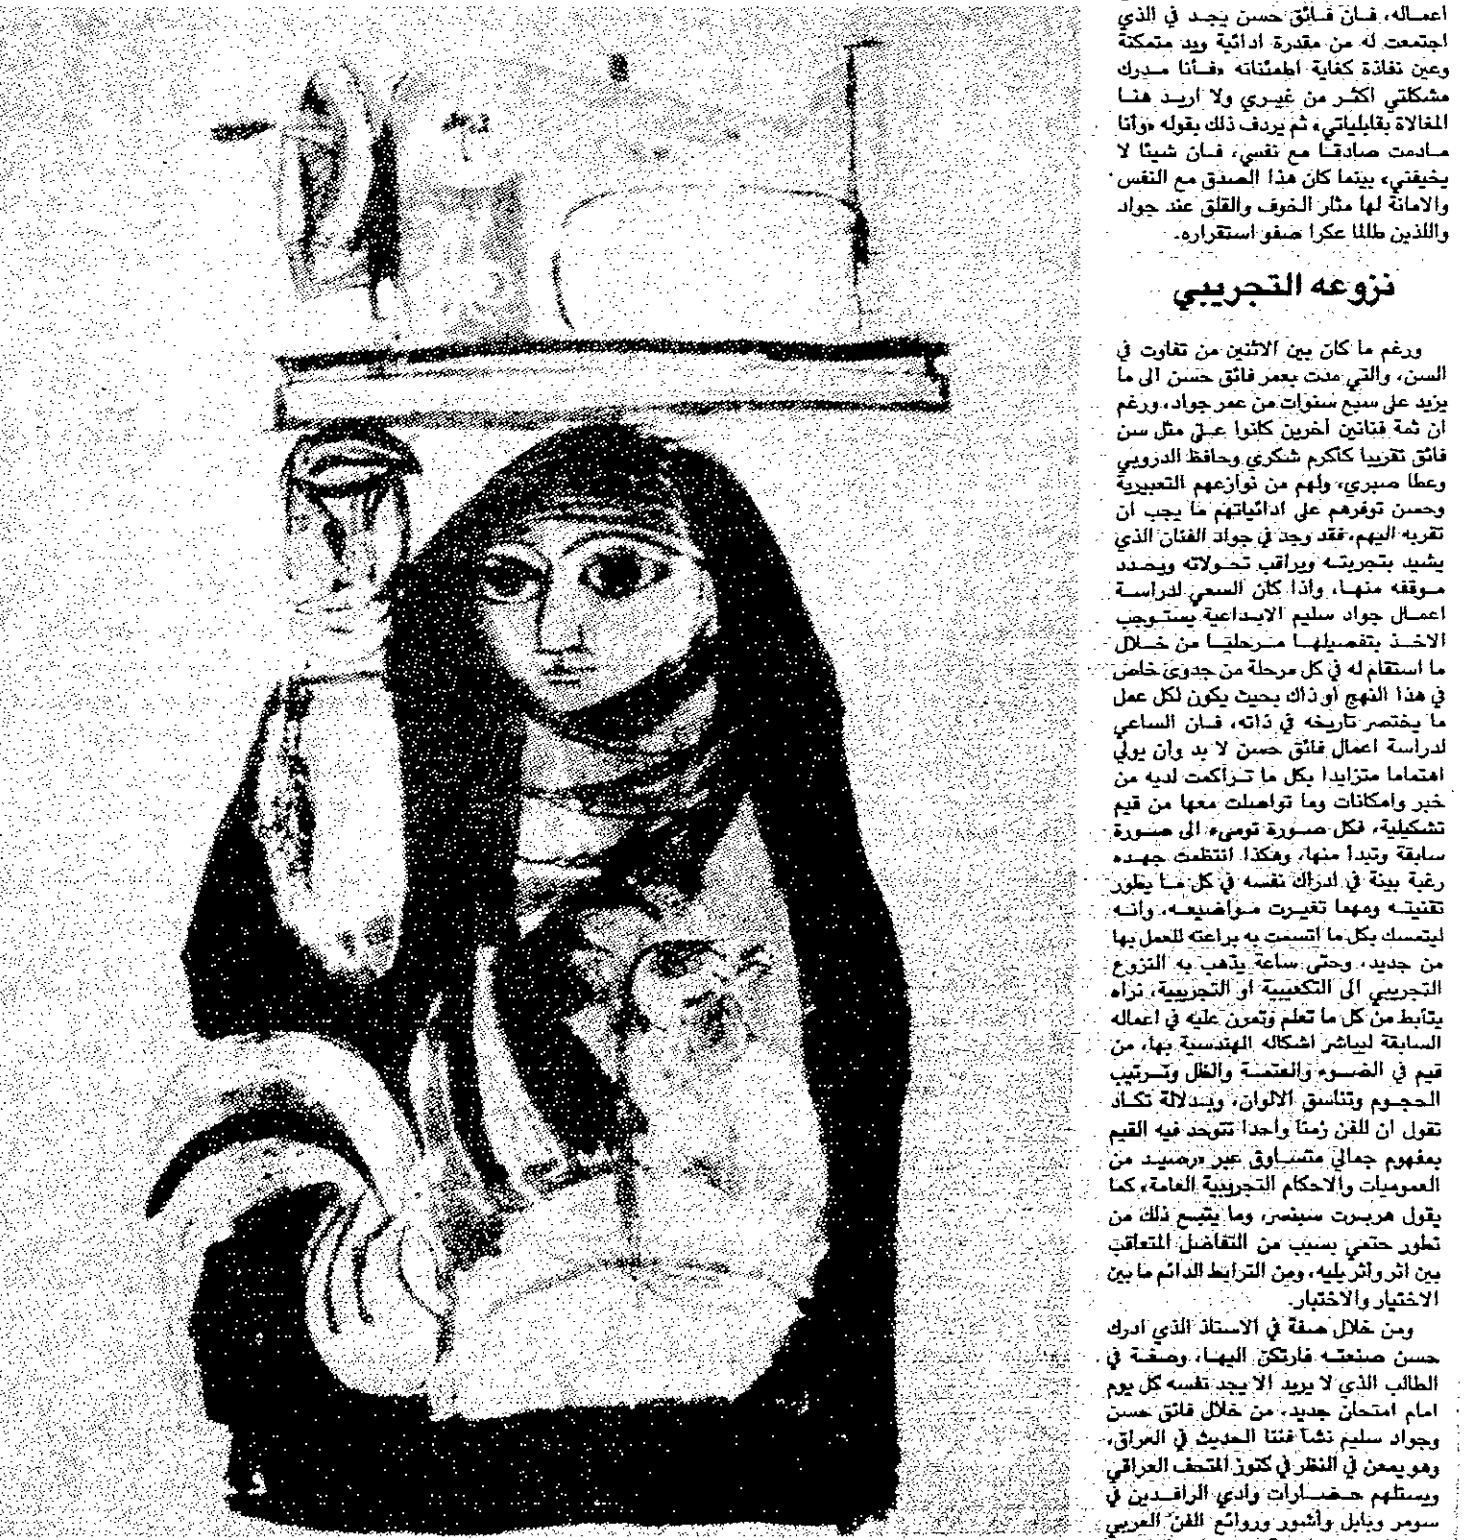 اعماله، فان فائق حسن يجد في الذي
اجتمعت له من مقدرة ادائية ويد متمكنة
وعين نفاذة كفاية اطمئنانه «فأنا مدرك
مشكلتي اكثر من غيري ولا اريد هنا
المغالاة بقابلياتي» ثم يردف ذلك بقوله «وأنا
مادمت صادقا مع نفسي، فان شيئا لا
يخيفني» بينما كان هذا الصدق مع النفس
والامانة لها مثار الخوف والقلق عند جواد
واللذين طالما عكرا صفو استقراره.
نزوعه التجريبي
ورغم ما كان بين الاثنين من تفاوت في
السن، والتي مدت بعمر فائق حسن الى ما
يزيد على سبع سنوات من عمر جواد، ورغم
ان ثمة فنانين آخرين كانوا على مثل سن
فائق تقريبا كأكرم شكري وحافظ الدروبي
وعطا صبري، ولهم من نوازعهم التعبيرية
وحسن توفرهم على ادائياتهم ما يجب ان
تقربه اليهم، فقد وجد في جواد الفنان الذي
يشيد بتجربته ويراقب تحولاته ويحدد
موقفه منها، واذا كان السعي لدراسة
اعمال جواد سليم الابداعية يستوجب
الاخذ بتفصيلها مرحليا من خلال
ما استقام له في كل مرحلة من جدوى خاص
في هذا النهج أو ذاك بحيث يكون لكل عمل
ما يختصر تاريخه في ذاته، فان الساعي
لدراسة اعمال فائق حسن لا بد وان يولي
اهتماما متزايدا بكل ما تراكمت لديه من
خبر وامكانات وما تواصلت معها من قيم
تشكيلية، فكل صورة تومىء الى صورة
سابقة وتبدأ منها، وهكذا انتظمت جهده
رغبة بينة في ادراك نفسه في كل ما يطور
تقنيته ومهما تغيرت مواضيعه، وانه
ليتمسك بكل ما اتسمت به براعته للعمل بها
من جديد، وحتى ساعة يذهب به النزوع
التجريبي الى التكعيبية او التجريبية، نراه
يتأبط من كل ما تعلم وتمرن عليه في اعماله
السابقة ليباشر اشكاله الهندسية بها، من
قيم في الضوء والعتمة والظل وترتيب
الحجوم وتناسق الالوان، وبدلالة تكاد
تقول ان للفن زمنا واحدا تتوحد فيه القيم
بمفهوم جمالي متساوق عبر «رصيد من
العموميات والاحكام التجريبية العامة» كما
يقول هربرت سبنسر، وما يتبع ذلك من
تطور حتمي بسبب من التفاضل المتعاقب
بين اثر وأثر يليه، ومن الترابط الدائم ما بين
الاختيار والاختبار.
ومن خلال صفة في الاستاذ الذي ادرك
حسن صنعته فارتكن اليها، وصفة في
الطالب الذي لا يريد الا يجد نفسه كل يوم
امام امتحان جديد، من خلال فائق حسن
وجواد سليم نشأ فننا الحديث في العراق،
وهو يمعن في النظر في كنوز المتحف العراقي
ويستلهم حضارات وادي الرافدين في
سومر وبابل وأشور وروائع الفن العربي